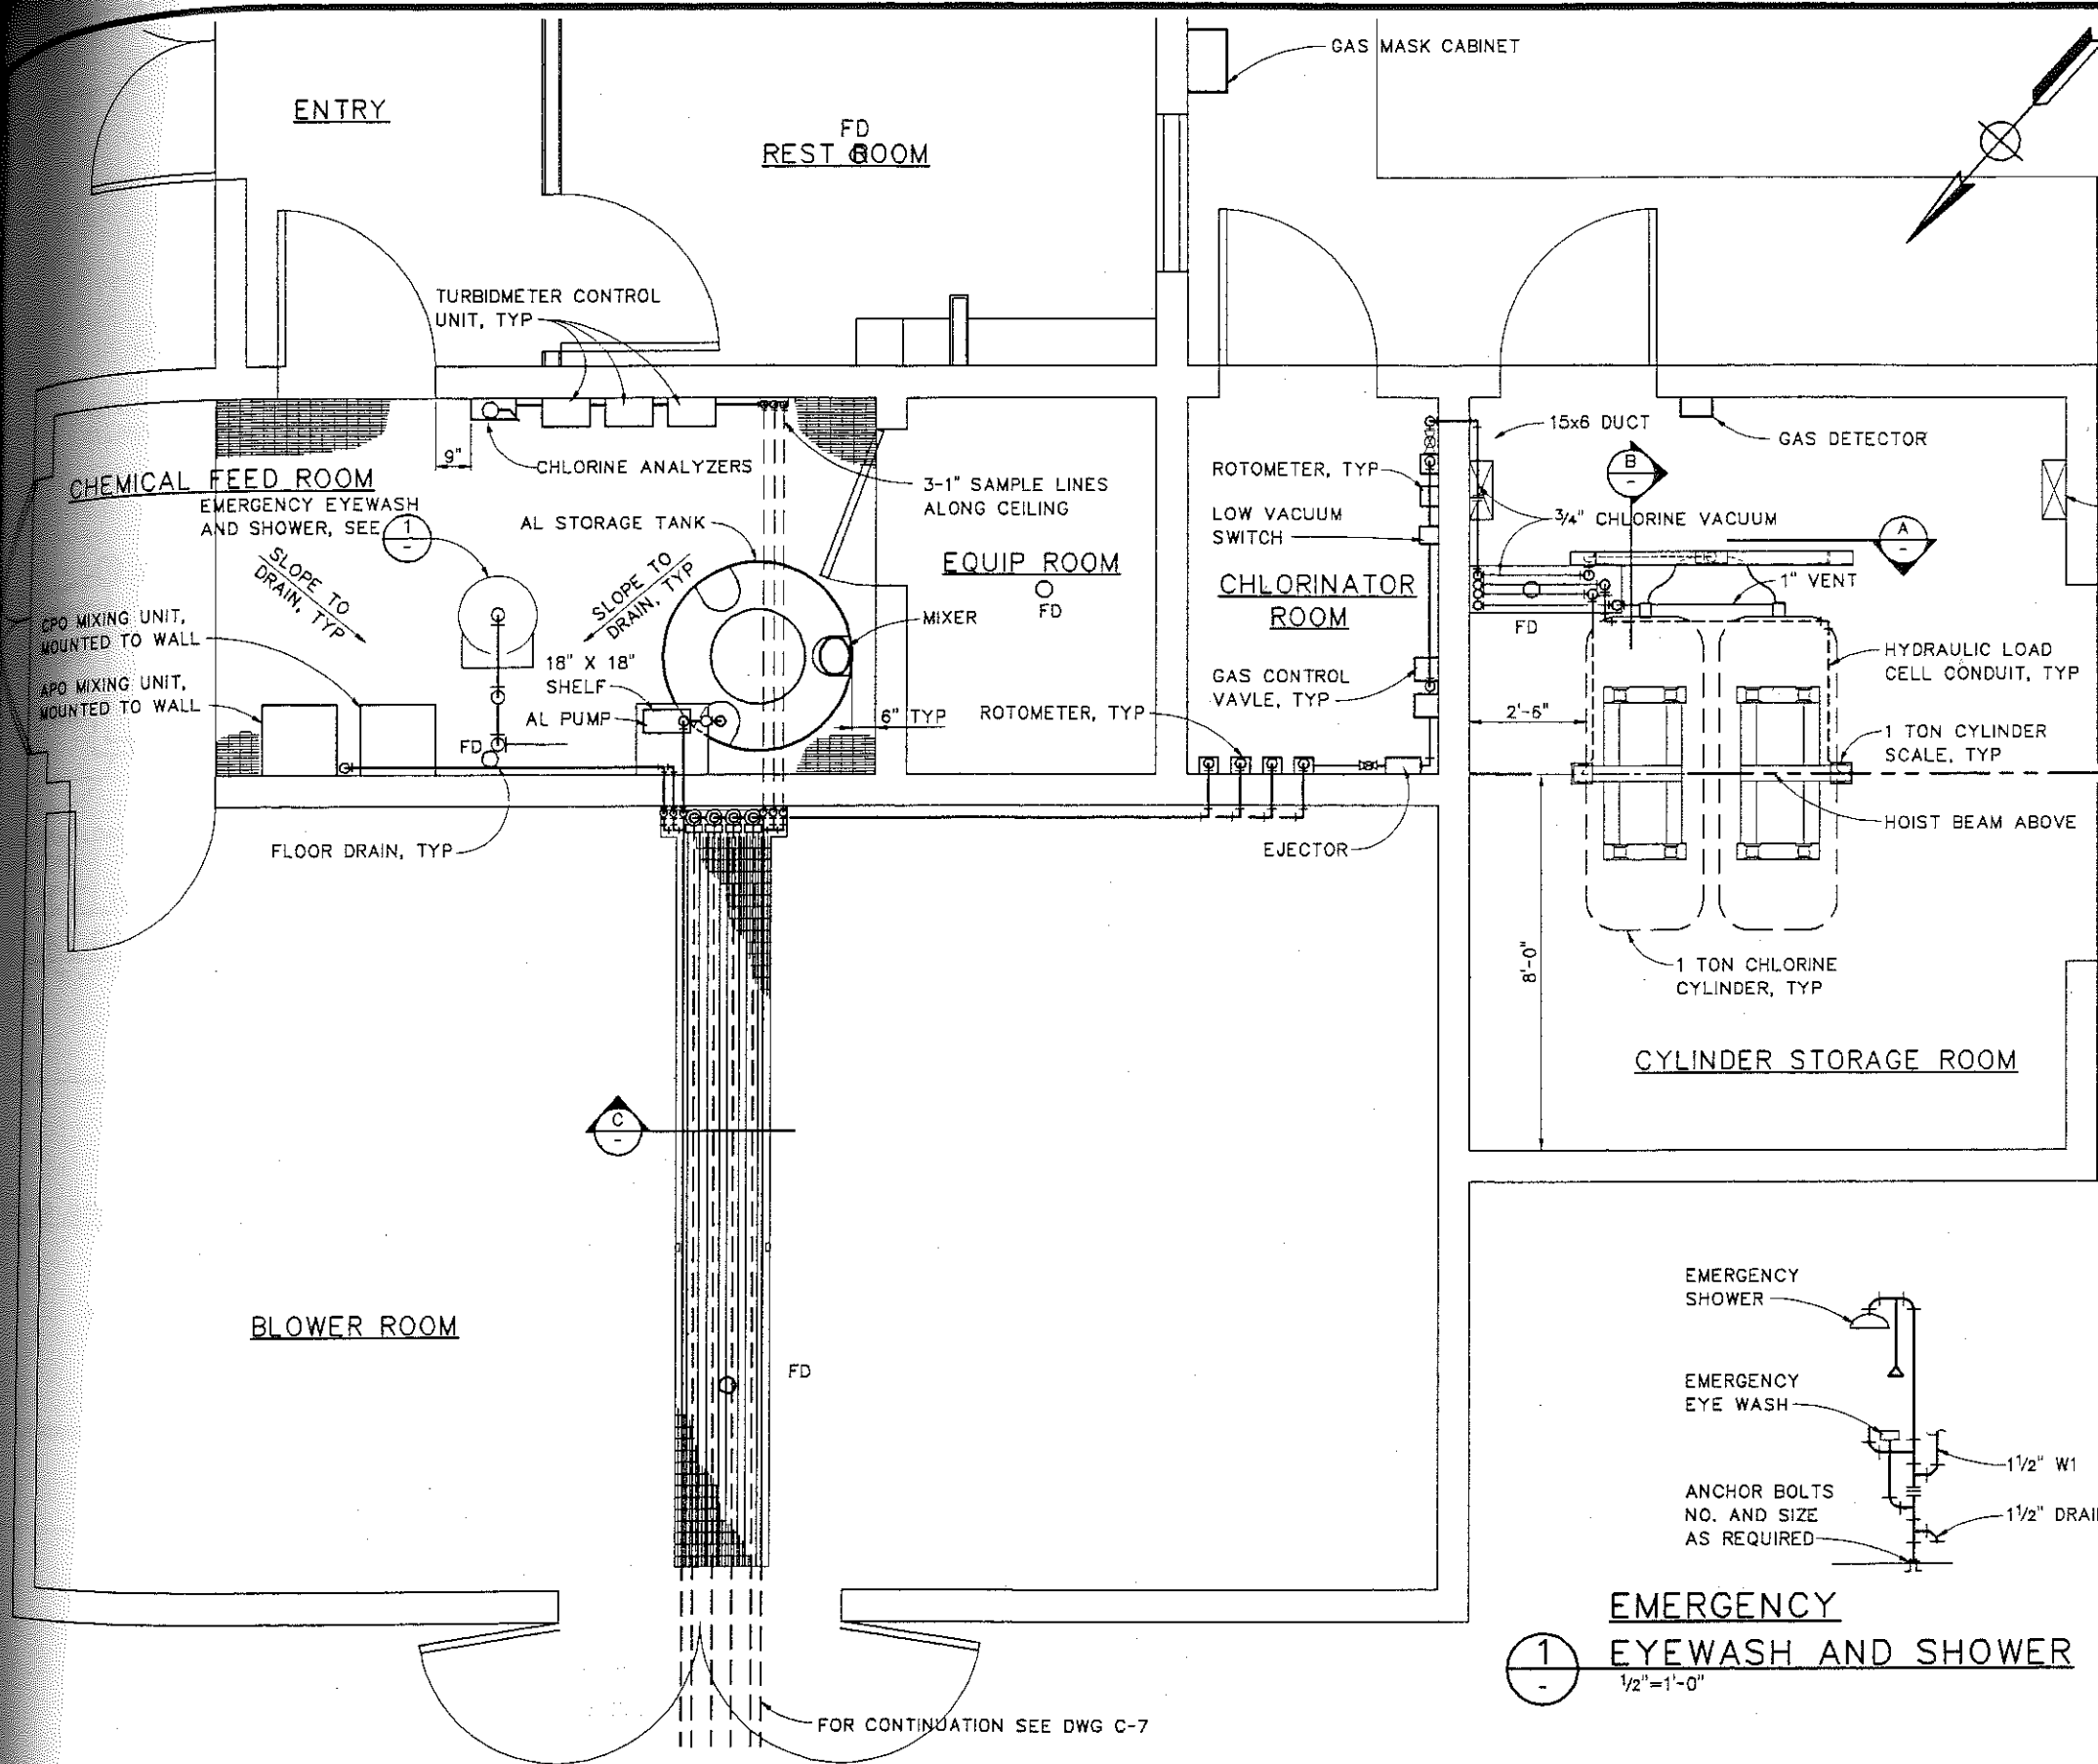 GAS MASK CABINET
ENTRY
FD
REST ROOM
TURBIDMETER CONTROL
UNIT, TYP
9"
CHLORINE ANALYZERS
CHEMICAL FEED ROOM
EMERGENCY EYEWASH
AND SHOWER, SEE
1
-
SLOPE TO
DRAIN, TYP
AL STORAGE TANK
SLOPE TO
DRAIN, TYP
3-1" SAMPLE LINES
ALONG CEILING
EQUIP ROOM
FD
MIXER
CPO MIXING UNIT,
MOUNTED TO WALL
APO MIXING UNIT,
MOUNTED TO WALL
18" X 18"
SHELF
AL PUMP
6" TYP
FD
FLOOR DRAIN, TYP
ROTOMETER, TYP
LOW VACUUM
SWITCH
CHLORINATOR
ROOM
GAS CONTROL
VAVLE, TYP
ROTOMETER, TYP
EJECTOR
15x6 DUCT
GAS DETECTOR
B
-
3/4" CHLORINE VACUUM
A
-
1" VENT
FD
HYDRAULIC LOAD
CELL CONDUIT, TYP
2'-6"
1 TON CYLINDER
SCALE, TYP
HOIST BEAM ABOVE
8'-0"
1 TON CHLORINE
CYLINDER, TYP
CYLINDER STORAGE ROOM
C
-
BLOWER ROOM
FD
FOR CONTINUATION SEE DWG C-7
EMERGENCY
SHOWER
EMERGENCY
EYE WASH
1 1/2" W1
ANCHOR BOLTS
NO. AND SIZE
AS REQUIRED
1 1/2" DRAI
EMERGENCY
1
-
EYEWASH AND SHOWER
1/2"=1'-0"